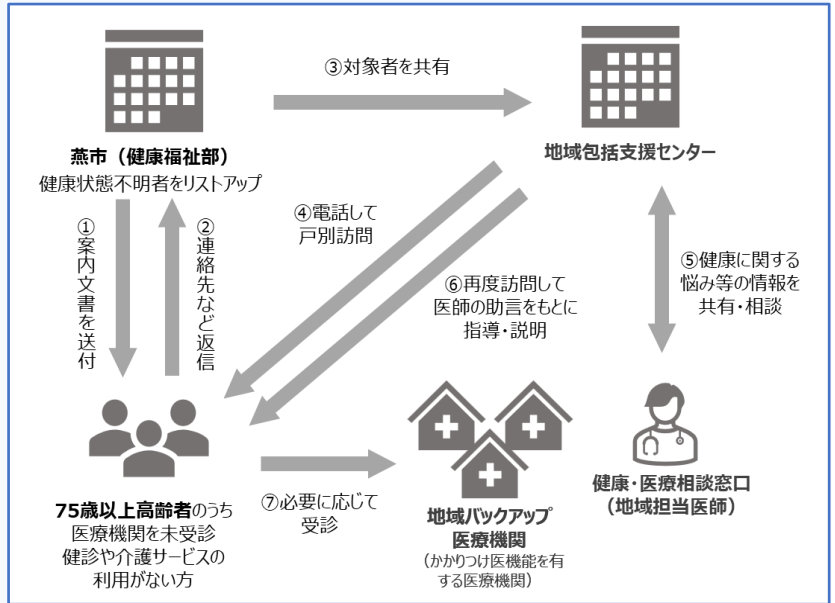 ③対象者を共有
燕市（健康福祉部）
健康状態不明者をリストアップ
地域包括支援センター
①案内文書を送付
②連絡先など返信
④電話して
戸別訪問
⑥再度訪問して
医師の助言をもとに
指導・説明
⑤健康に関する
悩み等の情報を
共有・相談
75歳以上高齢者のうち
医療機関を未受診
健診や介護サービスの
利用がない方
⑦必要に応じて
受診
地域バックアップ
医療機関
（かかりつけ医機能を有
する医療機関）
健康・医療相談窓口
（地域担当医師）